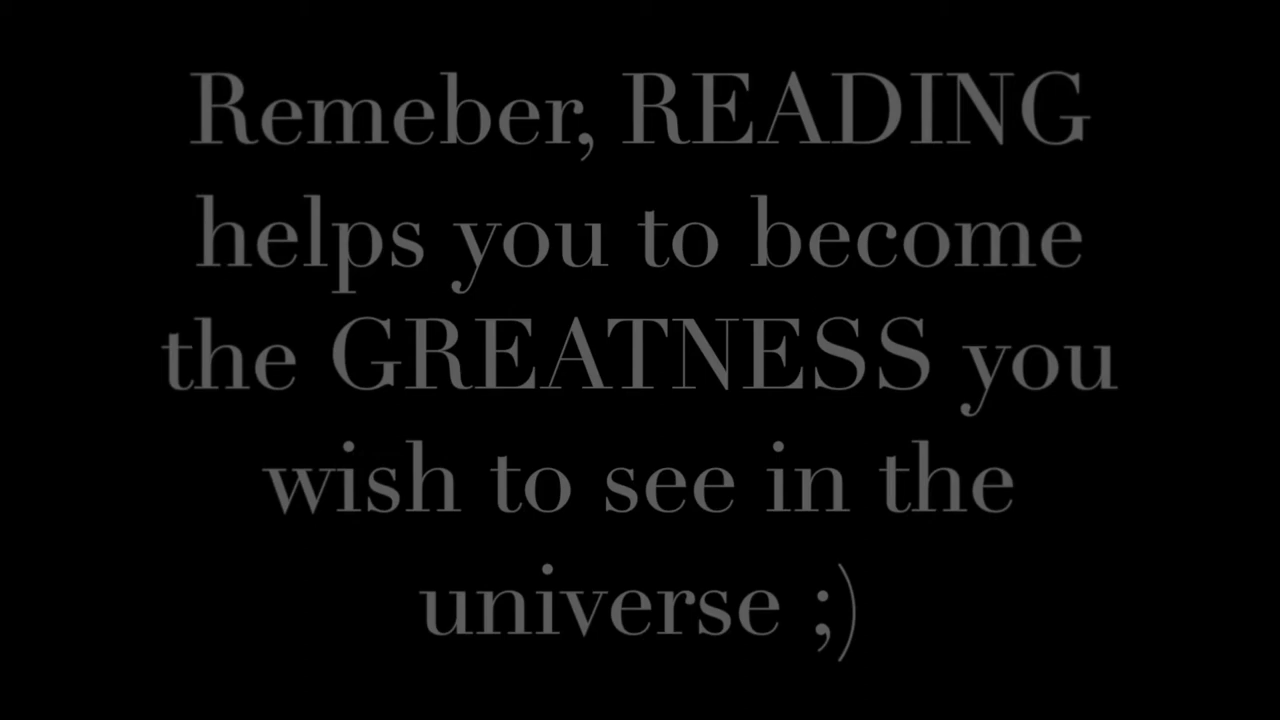 Remeber, READING
helps you to become
the GREATNESS you
wish to see in the
universe ;)